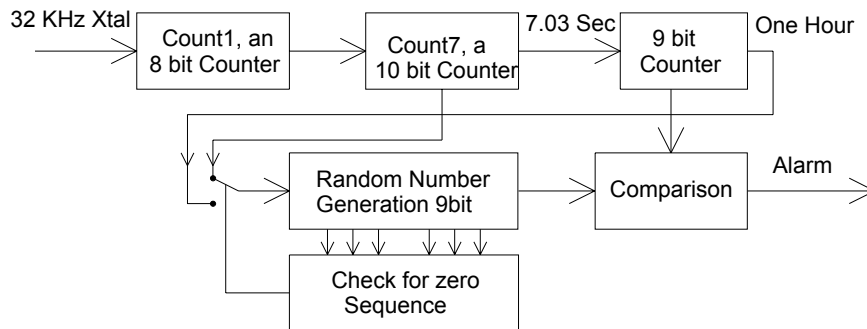 32 KHz Xtal
Count1, an
8 bit Counter
Count7, a
10 bit Counter
7.03 Sec
9 bit
Counter
One Hour
Random Number
Generation 9bit
Comparison
Alarm
Check for zero
Sequence